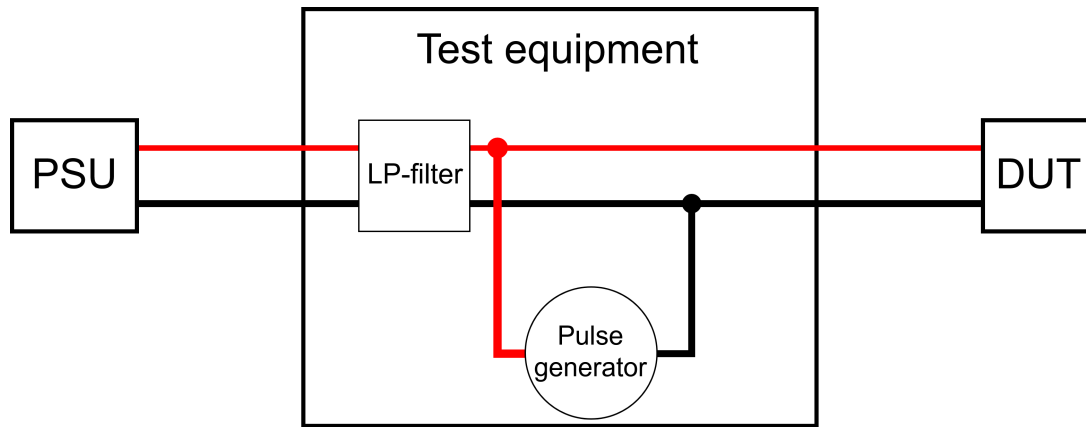 Test equipment
PSU
LP-filter
DUT
Pulse
generator